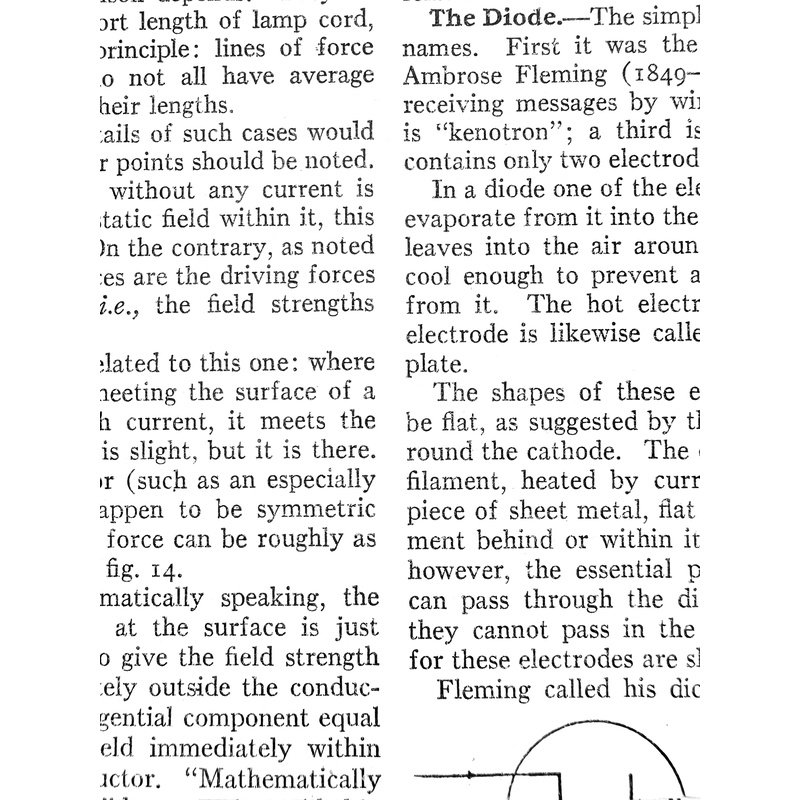 ort length of lamp cord,
principle: lines of force
o not all have average
heir lengths.
ails of such cases would
r points should be noted.
without any current is
tatic field within it, this
On the contrary, as noted
es are the driving forces
i.e., the field strengths
elated to this one: where
meeting the surface of a
h current, it meets the
is slight, but it is there.
or (such as an especially
appen to be symmetric
force can be roughly as
fig. 14.
matically speaking, the
at the surface is just
o give the field strength
ely outside the conduc-
gential component equal
eld immediately within
uctor. "Mathematically
The Diode.—The simpl
names. First it was the
Ambrose Fleming (1849–
receiving messages by wi
is "kenotron"; a third is
contains only two electrod
In a diode one of the ele
evaporate from it into the
leaves into the air aroun
cool enough to prevent a
from it. The hot electr
electrode is likewise calle
plate.
The shapes of these e
be flat, as suggested by t
round the cathode. The
filament, heated by curr
piece of sheet metal, flat
ment behind or within it
however, the essential p
can pass through the di
they cannot pass in the
for these electrodes are s
Fleming called his dio